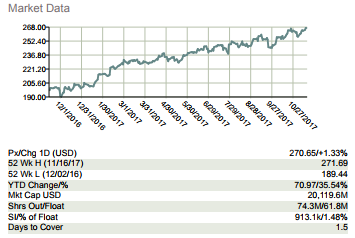 Market Data
268.00
252.40
236.80
221.20
205.60
190.00
12/1/2016
12/31/2016
1/30/2017
3/1/2017
3/31/2017
4/30/2017
5/30/2017
6/29/2017
7/29/2017
8/28/2017
9/27/2017
10/27/2017
Px/Chg 1D (USD) 270.65/+1.33%
52 Wk H (11/16/17) 271.69
52 Wk L (12/02/16) 189.44
YTD Change/% 70.97/35.54%
Mkt Cap USD 20,119.6M
Shrs Out/Float 74.3M/61.8M
SI/% of Float 913.1k/1.48%
Days to Cover 1.5